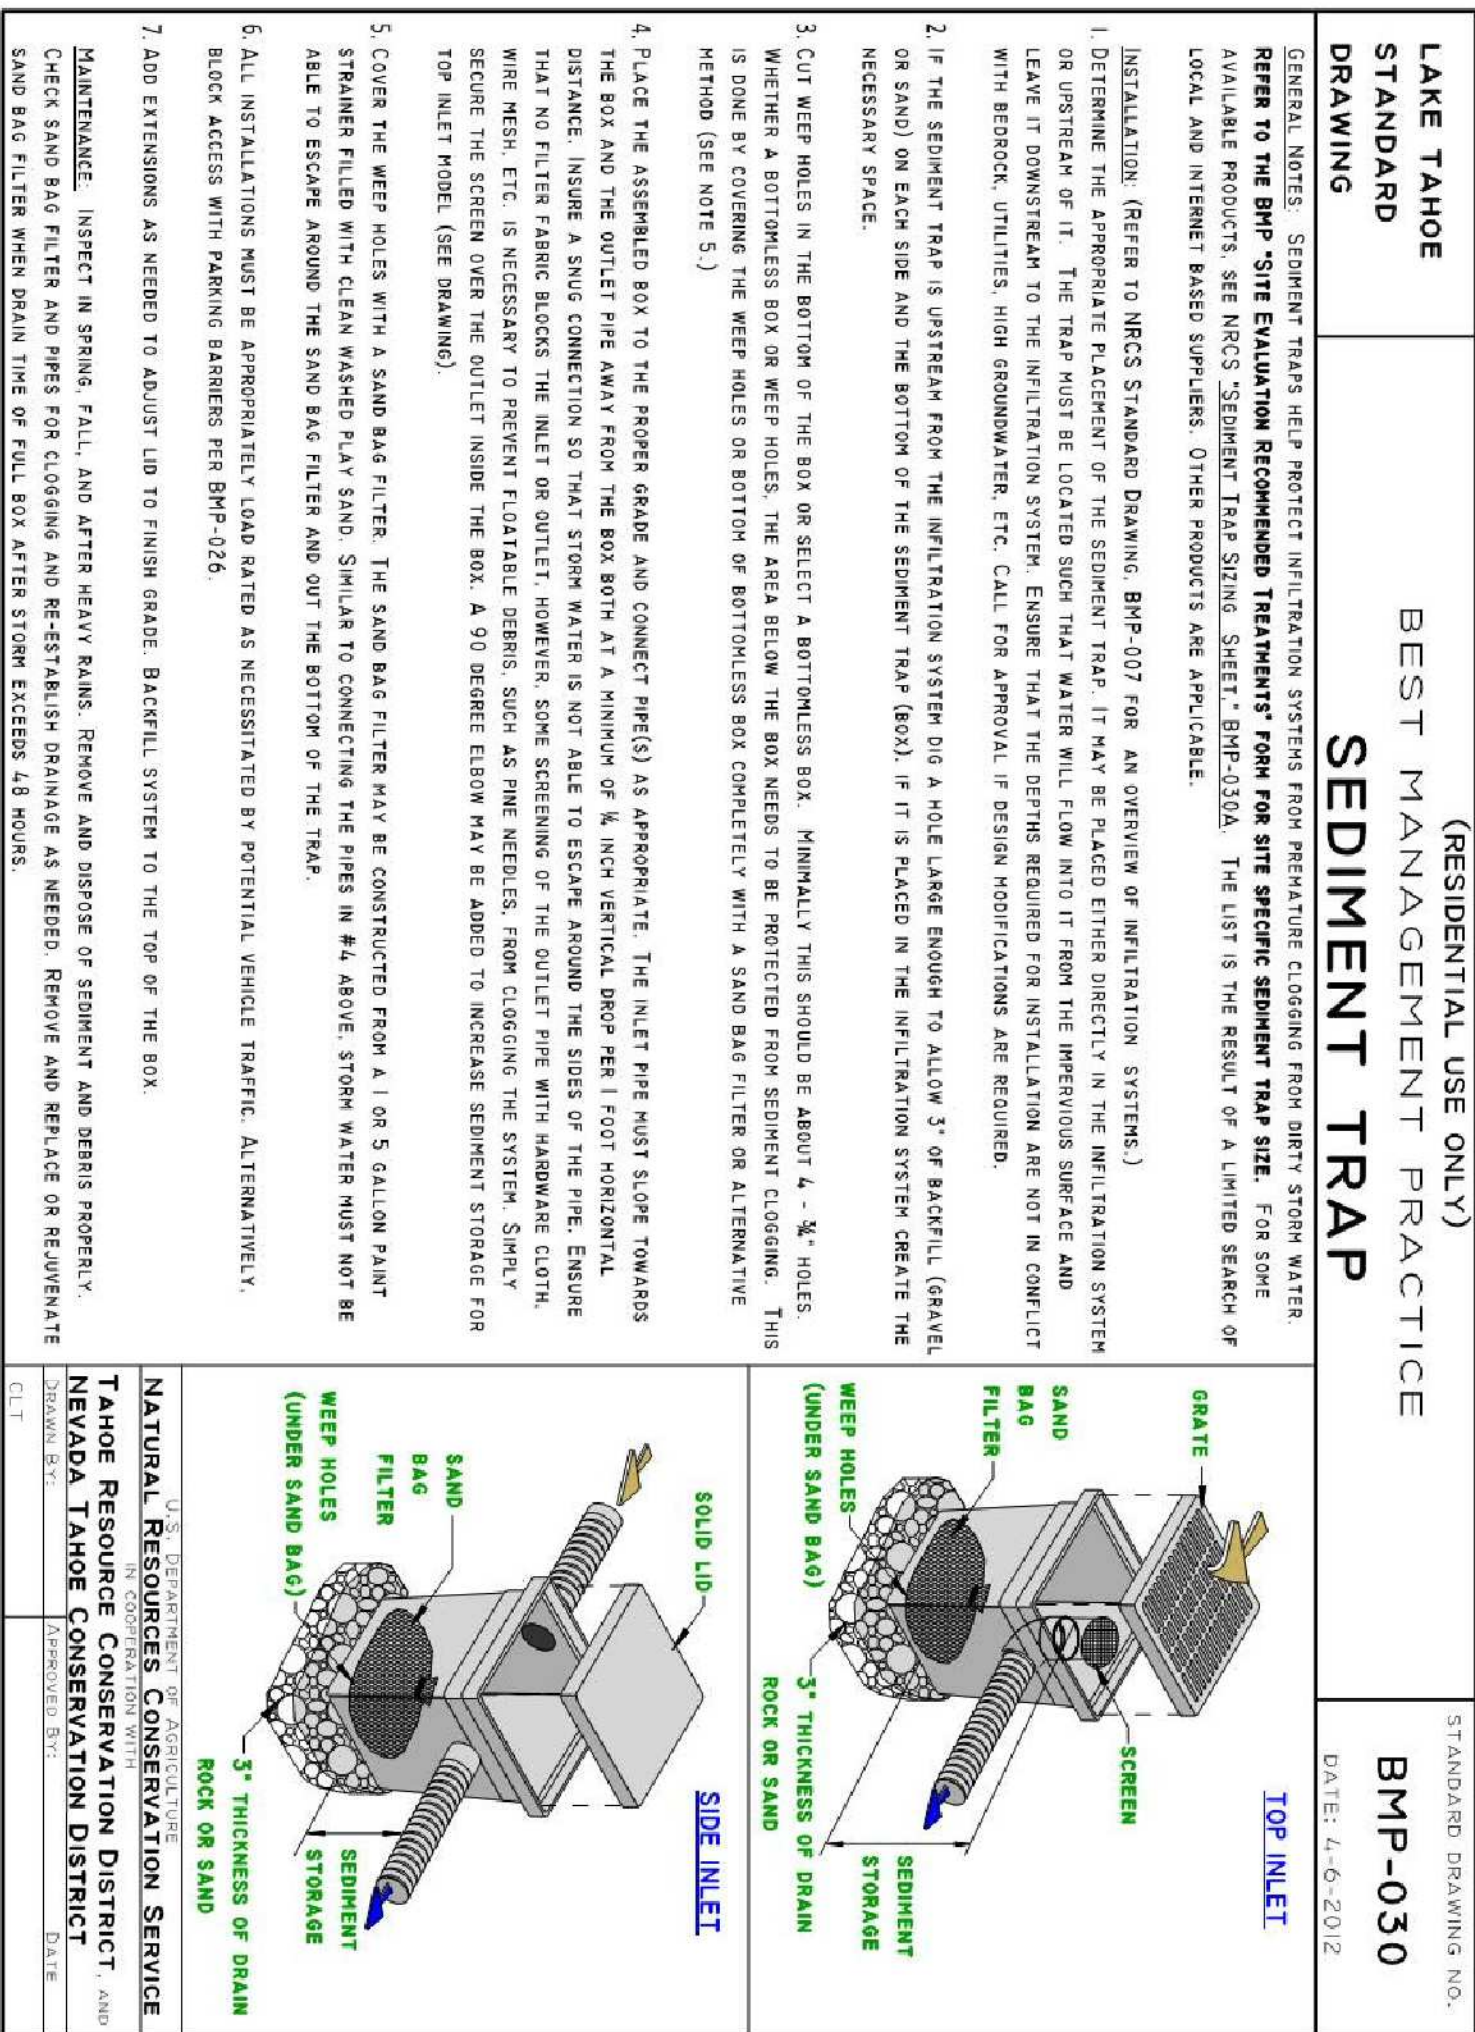 LAKE TAHOE
STANDARD
DRAWING
(RESIDENTIAL USE ONLY)
BEST MANAGEMENT PRACTICE
SEDIMENT TRAP
STANDARD DRAWING NO.
BMP-030
DATE: 4-6-2012
GENERAL NOTES: SEDIMENT TRAPS HELP PROTECT INFILTRATION SYSTEMS FROM PREMATURE CLOGGING FROM DIRTY STORM WATER.
REFER TO THE BMP "SITE EVALUATION RECOMMENDED TREATMENTS" FORM FOR SITE SPECIFIC SEDIMENT TRAP SIZE. FOR SOME
AVAILABLE PRODUCTS, SEE NRCS "SEDIMENT TRAP SIZING SHEET," BMP-030A. THE LIST IS THE RESULT OF A LIMITED SEARCH OF
LOCAL AND INTERNET BASED SUPPLIERS. OTHER PRODUCTS ARE APPLICABLE.
INSTALLATION: (REFER TO NRCS STANDARD DRAWING, BMP-007 FOR AN OVERVIEW OF INFILTRATION SYSTEMS.)
1. DETERMINE THE APPROPRIATE PLACEMENT OF THE SEDIMENT TRAP. IT MAY BE PLACED EITHER DIRECTLY IN THE INFILTRATION SYSTEM
OR UPSTREAM OF IT. THE TRAP MUST BE LOCATED SUCH THAT WATER WILL FLOW INTO IT FROM THE IMPERVIOUS SURFACE AND
LEAVE IT DOWNSTREAM TO THE INFILTRATION SYSTEM. ENSURE THAT THE DEPTHS REQUIRED FOR INSTALLATION ARE NOT IN CONFLICT
WITH BEDROCK, UTILITIES, HIGH GROUNDWATER, ETC. CALL FOR APPROVAL IF DESIGN MODIFICATIONS ARE REQUIRED.
2. IF THE SEDIMENT TRAP IS UPSTREAM FROM THE INFILTRATION SYSTEM DIG A HOLE LARGE ENOUGH TO ALLOW 3" OF BACKFILL (GRAVEL
OR SAND) ON EACH SIDE AND THE BOTTOM OF THE SEDIMENT TRAP (BOX). IF IT IS PLACED IN THE INFILTRATION SYSTEM CREATE THE
NECESSARY SPACE.
3. CUT WEEP HOLES IN THE BOTTOM OF THE BOX OR SELECT A BOTTOMLESS BOX. MINIMALLY THIS SHOULD BE ABOUT 4 - ¾" HOLES.
WHETHER A BOTTOMLESS BOX OR WEEP HOLES, THE AREA BELOW THE BOX NEEDS TO BE PROTECTED FROM SEDIMENT CLOGGING. THIS
IS DONE BY COVERING THE WEEP HOLES OR BOTTOM OF BOTTOMLESS BOX COMPLETELY WITH A SAND BAG FILTER OR ALTERNATIVE
METHOD (SEE NOTE 5.)
4. PLACE THE ASSEMBLED BOX TO THE PROPER GRADE AND CONNECT PIPE(S) AS APPROPRIATE. THE INLET PIPE MUST SLOPE TOWARDS
THE BOX AND THE OUTLET PIPE AWAY FROM THE BOX BOTH AT A MINIMUM OF ¼ INCH VERTICAL DROP PER 1 FOOT HORIZONTAL
DISTANCE. INSURE A SNUG CONNECTION SO THAT STORM WATER IS NOT ABLE TO ESCAPE AROUND THE SIDES OF THE PIPE. ENSURE
THAT NO FILTER FABRIC BLOCKS THE INLET OR OUTLET, HOWEVER, SOME SCREENING OF THE OUTLET PIPE WITH HARDWARE CLOTH,
WIRE MESH, ETC. IS NECESSARY TO PREVENT FLOATABLE DEBRIS, SUCH AS PINE NEEDLES, FROM CLOGGING THE SYSTEM. SIMPLY
SECURE THE SCREEN OVER THE OUTLET INSIDE THE BOX. A 90 DEGREE ELBOW MAY BE ADDED TO INCREASE SEDIMENT STORAGE FOR
TOP INLET MODEL (SEE DRAWING).
5. COVER THE WEEP HOLES WITH A SAND BAG FILTER. THE SAND BAG FILTER MAY BE CONSTRUCTED FROM A 1 OR 5 GALLON PAINT
STRAINER FILLED WITH CLEAN WASHED PLAY SAND. SIMILAR TO CONNECTING THE PIPES IN #4 ABOVE, STORM WATER MUST NOT BE
ABLE TO ESCAPE AROUND THE SAND BAG FILTER AND OUT THE BOTTOM OF THE TRAP.
6. ALL INSTALLATIONS MUST BE APPROPRIATELY LOAD RATED AS NECESSITATED BY POTENTIAL VEHICLE TRAFFIC. ALTERNATIVELY,
BLOCK ACCESS WITH PARKING BARRIERS PER BMP-026.
7. ADD EXTENSIONS AS NEEDED TO ADJUST LID TO FINISH GRADE. BACKFILL SYSTEM TO THE TOP OF THE BOX.
MAINTENANCE: INSPECT IN SPRING, FALL, AND AFTER HEAVY RAINS. REMOVE AND DISPOSE OF SEDIMENT AND DEBRIS PROPERLY.
CHECK SAND BAG FILTER AND PIPES FOR CLOGGING AND RE-ESTABLISH DRAINAGE AS NEEDED. REMOVE AND REPLACE OR REJUVENATE
SAND BAG FILTER WHEN DRAIN TIME OF FULL BOX AFTER STORM EXCEEDS 48 HOURS.
TOP INLET
GRATE
SCREEN
SAND
BAG
FILTER
WEEP HOLES
(UNDER SAND BAG)
SEDIMENT
STORAGE
3" THICKNESS OF DRAIN
ROCK OR SAND
SIDE INLET
SOLID LID
SAND
BAG
FILTER
WEEP HOLES
(UNDER SAND BAG)
SEDIMENT
STORAGE
3" THICKNESS OF DRAIN
ROCK OR SAND
U.S. DEPARTMENT OF AGRICULTURE
NATURAL RESOURCES CONSERVATION SERVICE
IN COOPERATION WITH
TAHOE RESOURCE CONSERVATION DISTRICT, AND
NEVADA TAHOE CONSERVATION DISTRICT
DRAWN BY:
APPROVED BY:
DATE
CLT